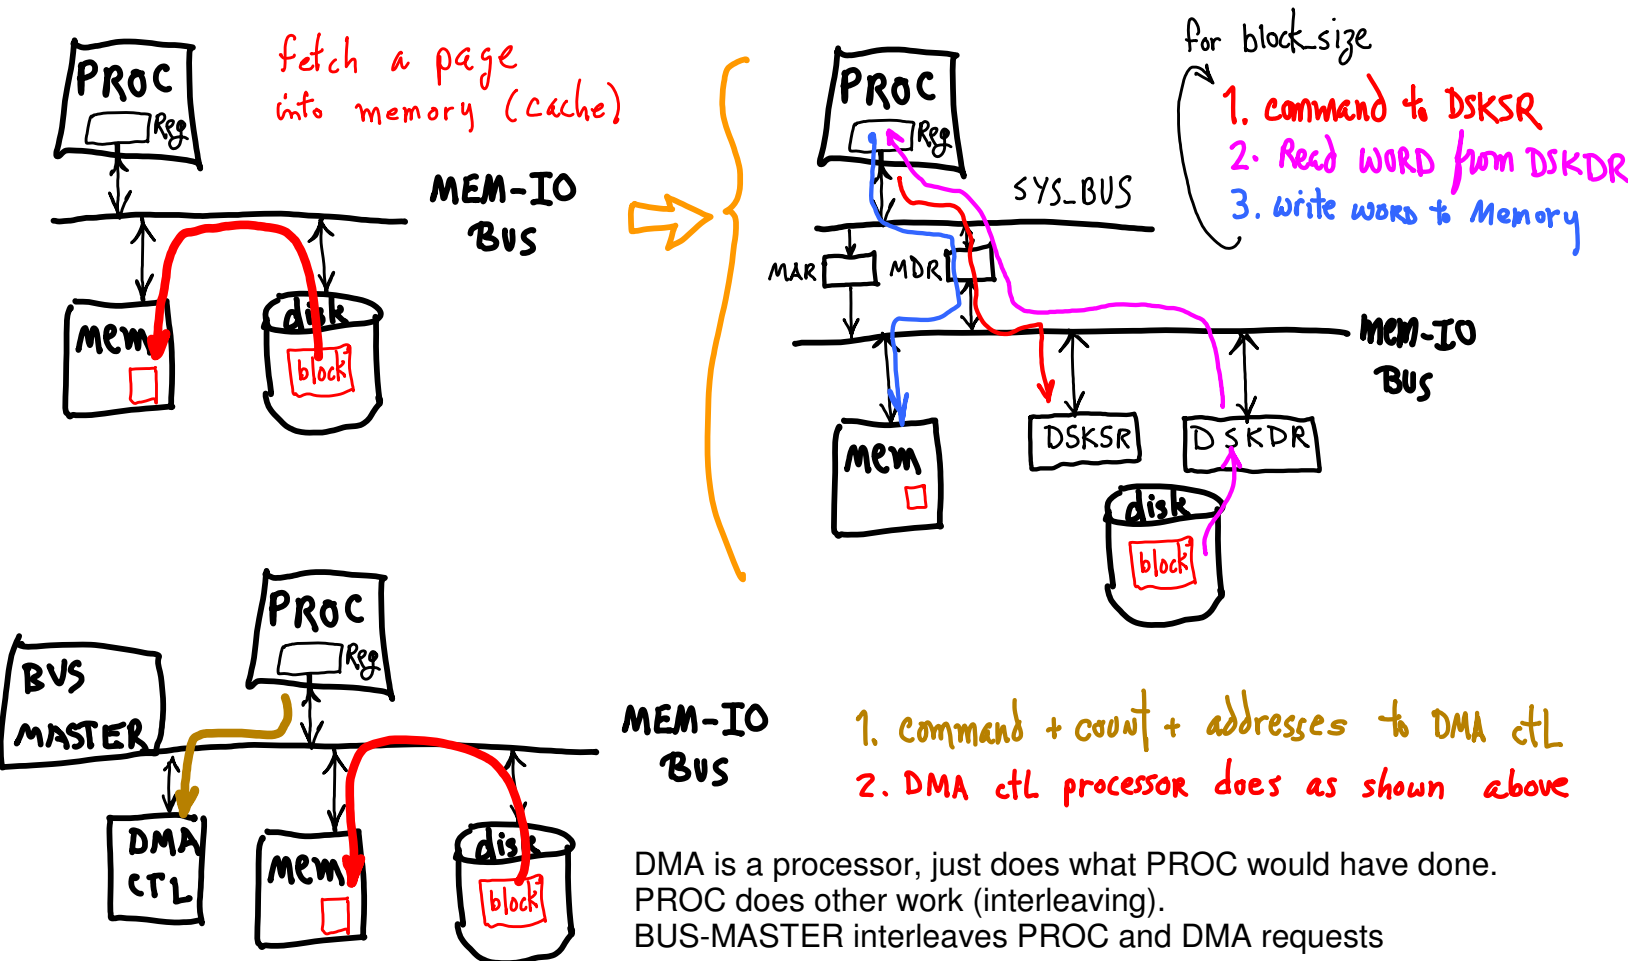 PROC
Reg
fetch a page
into memory (cache)
MEM-IO
BUS
mem
disk
block
for block_size
1. command to DSKSR
2. Read WORD from DSKDR
3. write WORD to Memory
PROC
Reg
SYS_BUS
MAR
MDR
mem-IO
BUS
mem
DSKSR
DSKDR
disk
block
BUS
MASTER
PROC
Reg
MEM-IO
BUS
DMA
CTL
mem
disk
block
1. command + count + addresses to DMA ctL
2. DMA ctL processor does as shown above
DMA is a processor, just does what PROC would have done.
PROC does other work (interleaving).
BUS-MASTER interleaves PROC and DMA requests